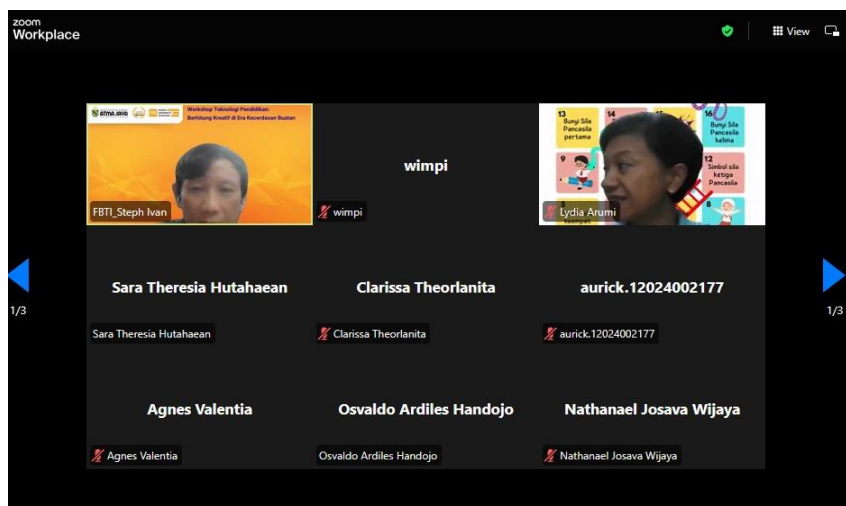 zoom
Workplace
View
ATMA JAYA
Workshop Teknologi Pendidikan:
Berhitung Kreatif di Era Kecerdasan Buatan
FBTI_Steph Ivan
wimpi
wimpi
13
Bunyi Sila
Pancasila
pertama
14
16
Bunyi Sila
Pancasila
kelima
9
12
Simbol sila
ketiga
Pancasila
8
Lydia Arumi
Sara Theresia Hutahaean
Sara Theresia Hutahaean
Clarissa Theorlanita
Clarissa Theorlanita
aurick.12024002177
aurick.12024002177
1/3
1/3
Agnes Valentia
Agnes Valentia
Osvaldo Ardiles Handojo
Osvaldo Ardiles Handojo
Nathanael Josava Wijaya
Nathanael Josava Wijaya